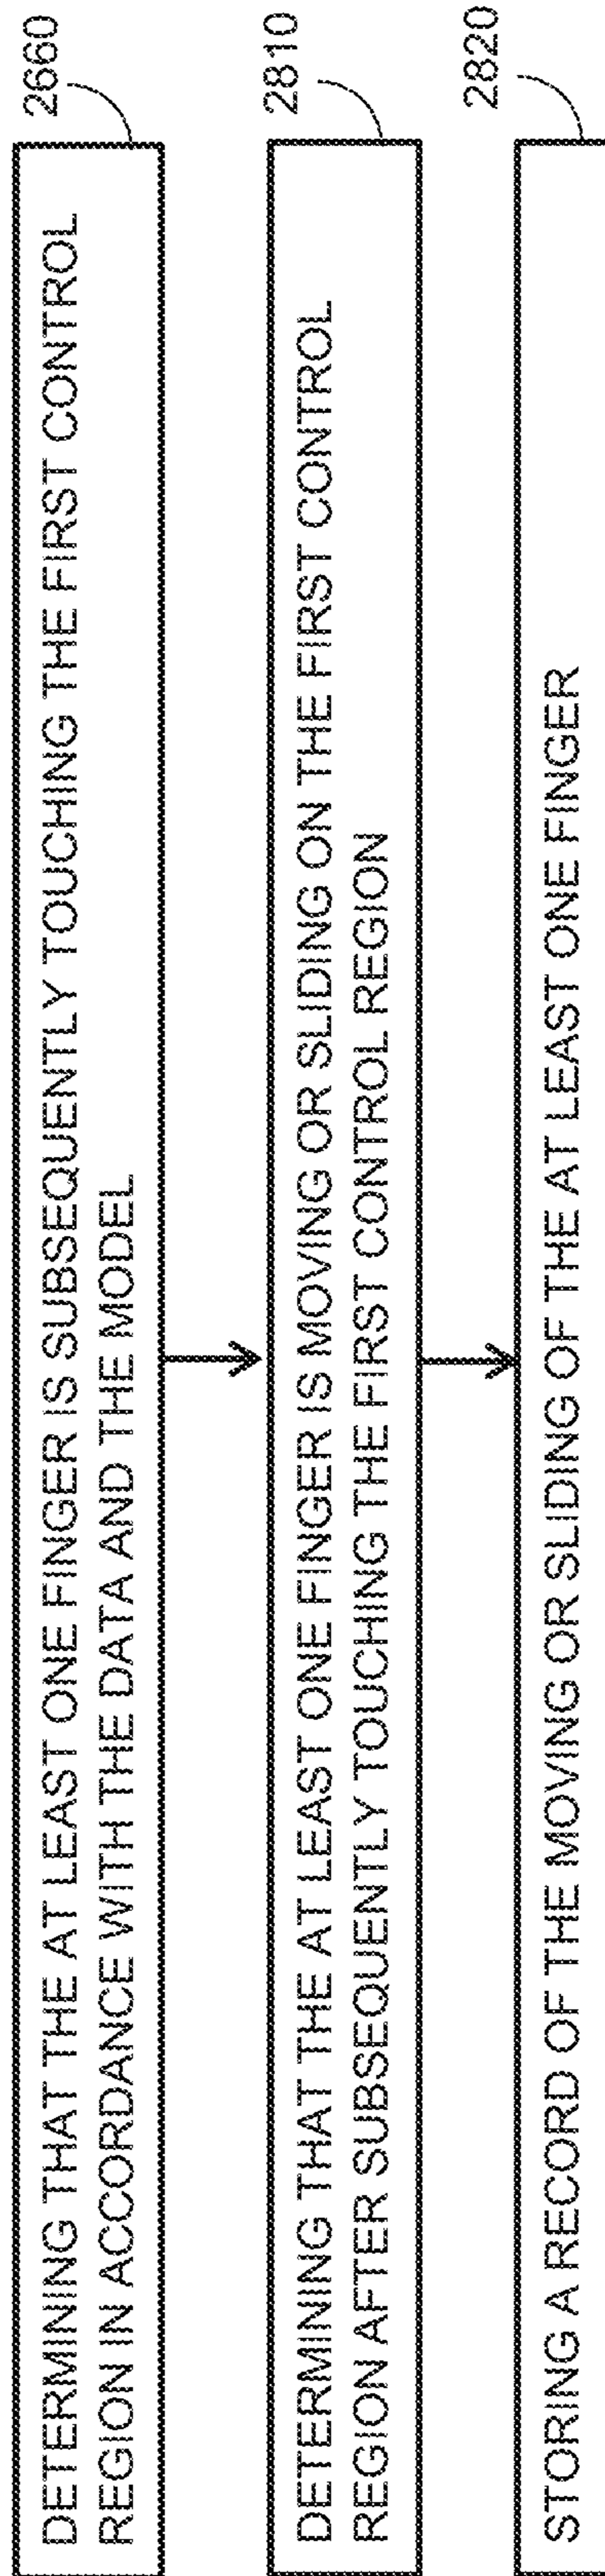 DETERMINING THAT THE AT LEAST ONE FINGER IS SUBSEQUENTLY TOUCHING THE FIRST CONTROL
REGION IN ACCORDANCE WITH THE DATA AND THE MODEL
2660
DETERMINING THAT THE AT LEAST ONE FINGER IS MOVING OR SLIDING ON THE FIRST CONTROL
REGION AFTER SUBSEQUENTLY TOUCHING THE FIRST CONTROL REGION
2810
STORING A RECORD OF THE MOVING OR SLIDING OF THE AT LEAST ONE FINGER
2820